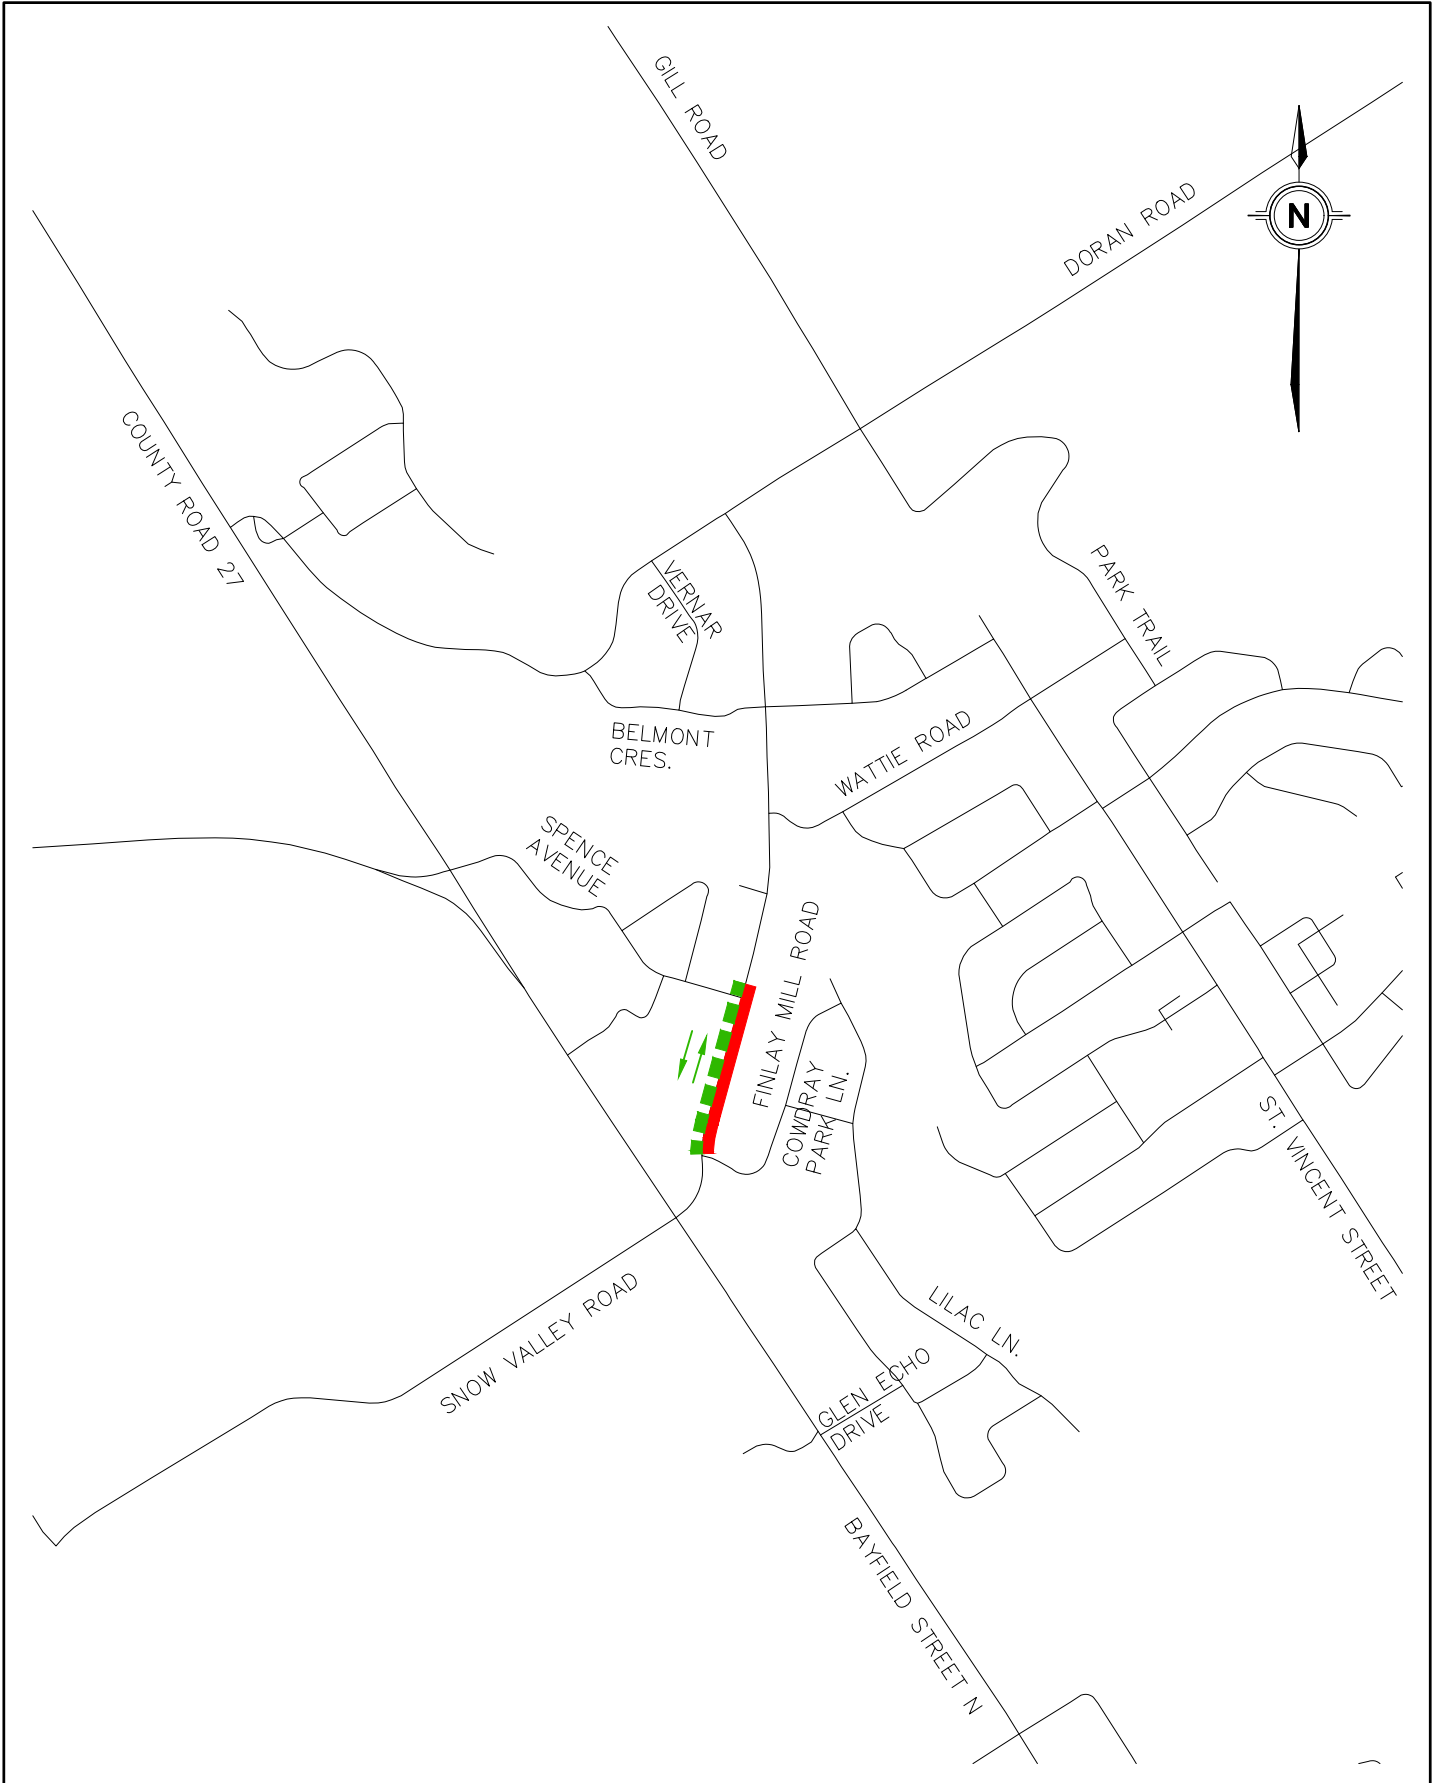 GILL ROAD
DORAN ROAD
N
COUNTY ROAD 27
PARK TRAIL
VERNAR
DRIVE
BELMONT
CRES.
WATTIE ROAD
SPENCE
AVENUE
FINLAY MILL ROAD
COWDRAY
PARK LN.
ST. VINCENT STREET
SNOW VALLEY ROAD
LILAC LN.
GLEN ECHO
DRIVE
BAYFIELD STREET N